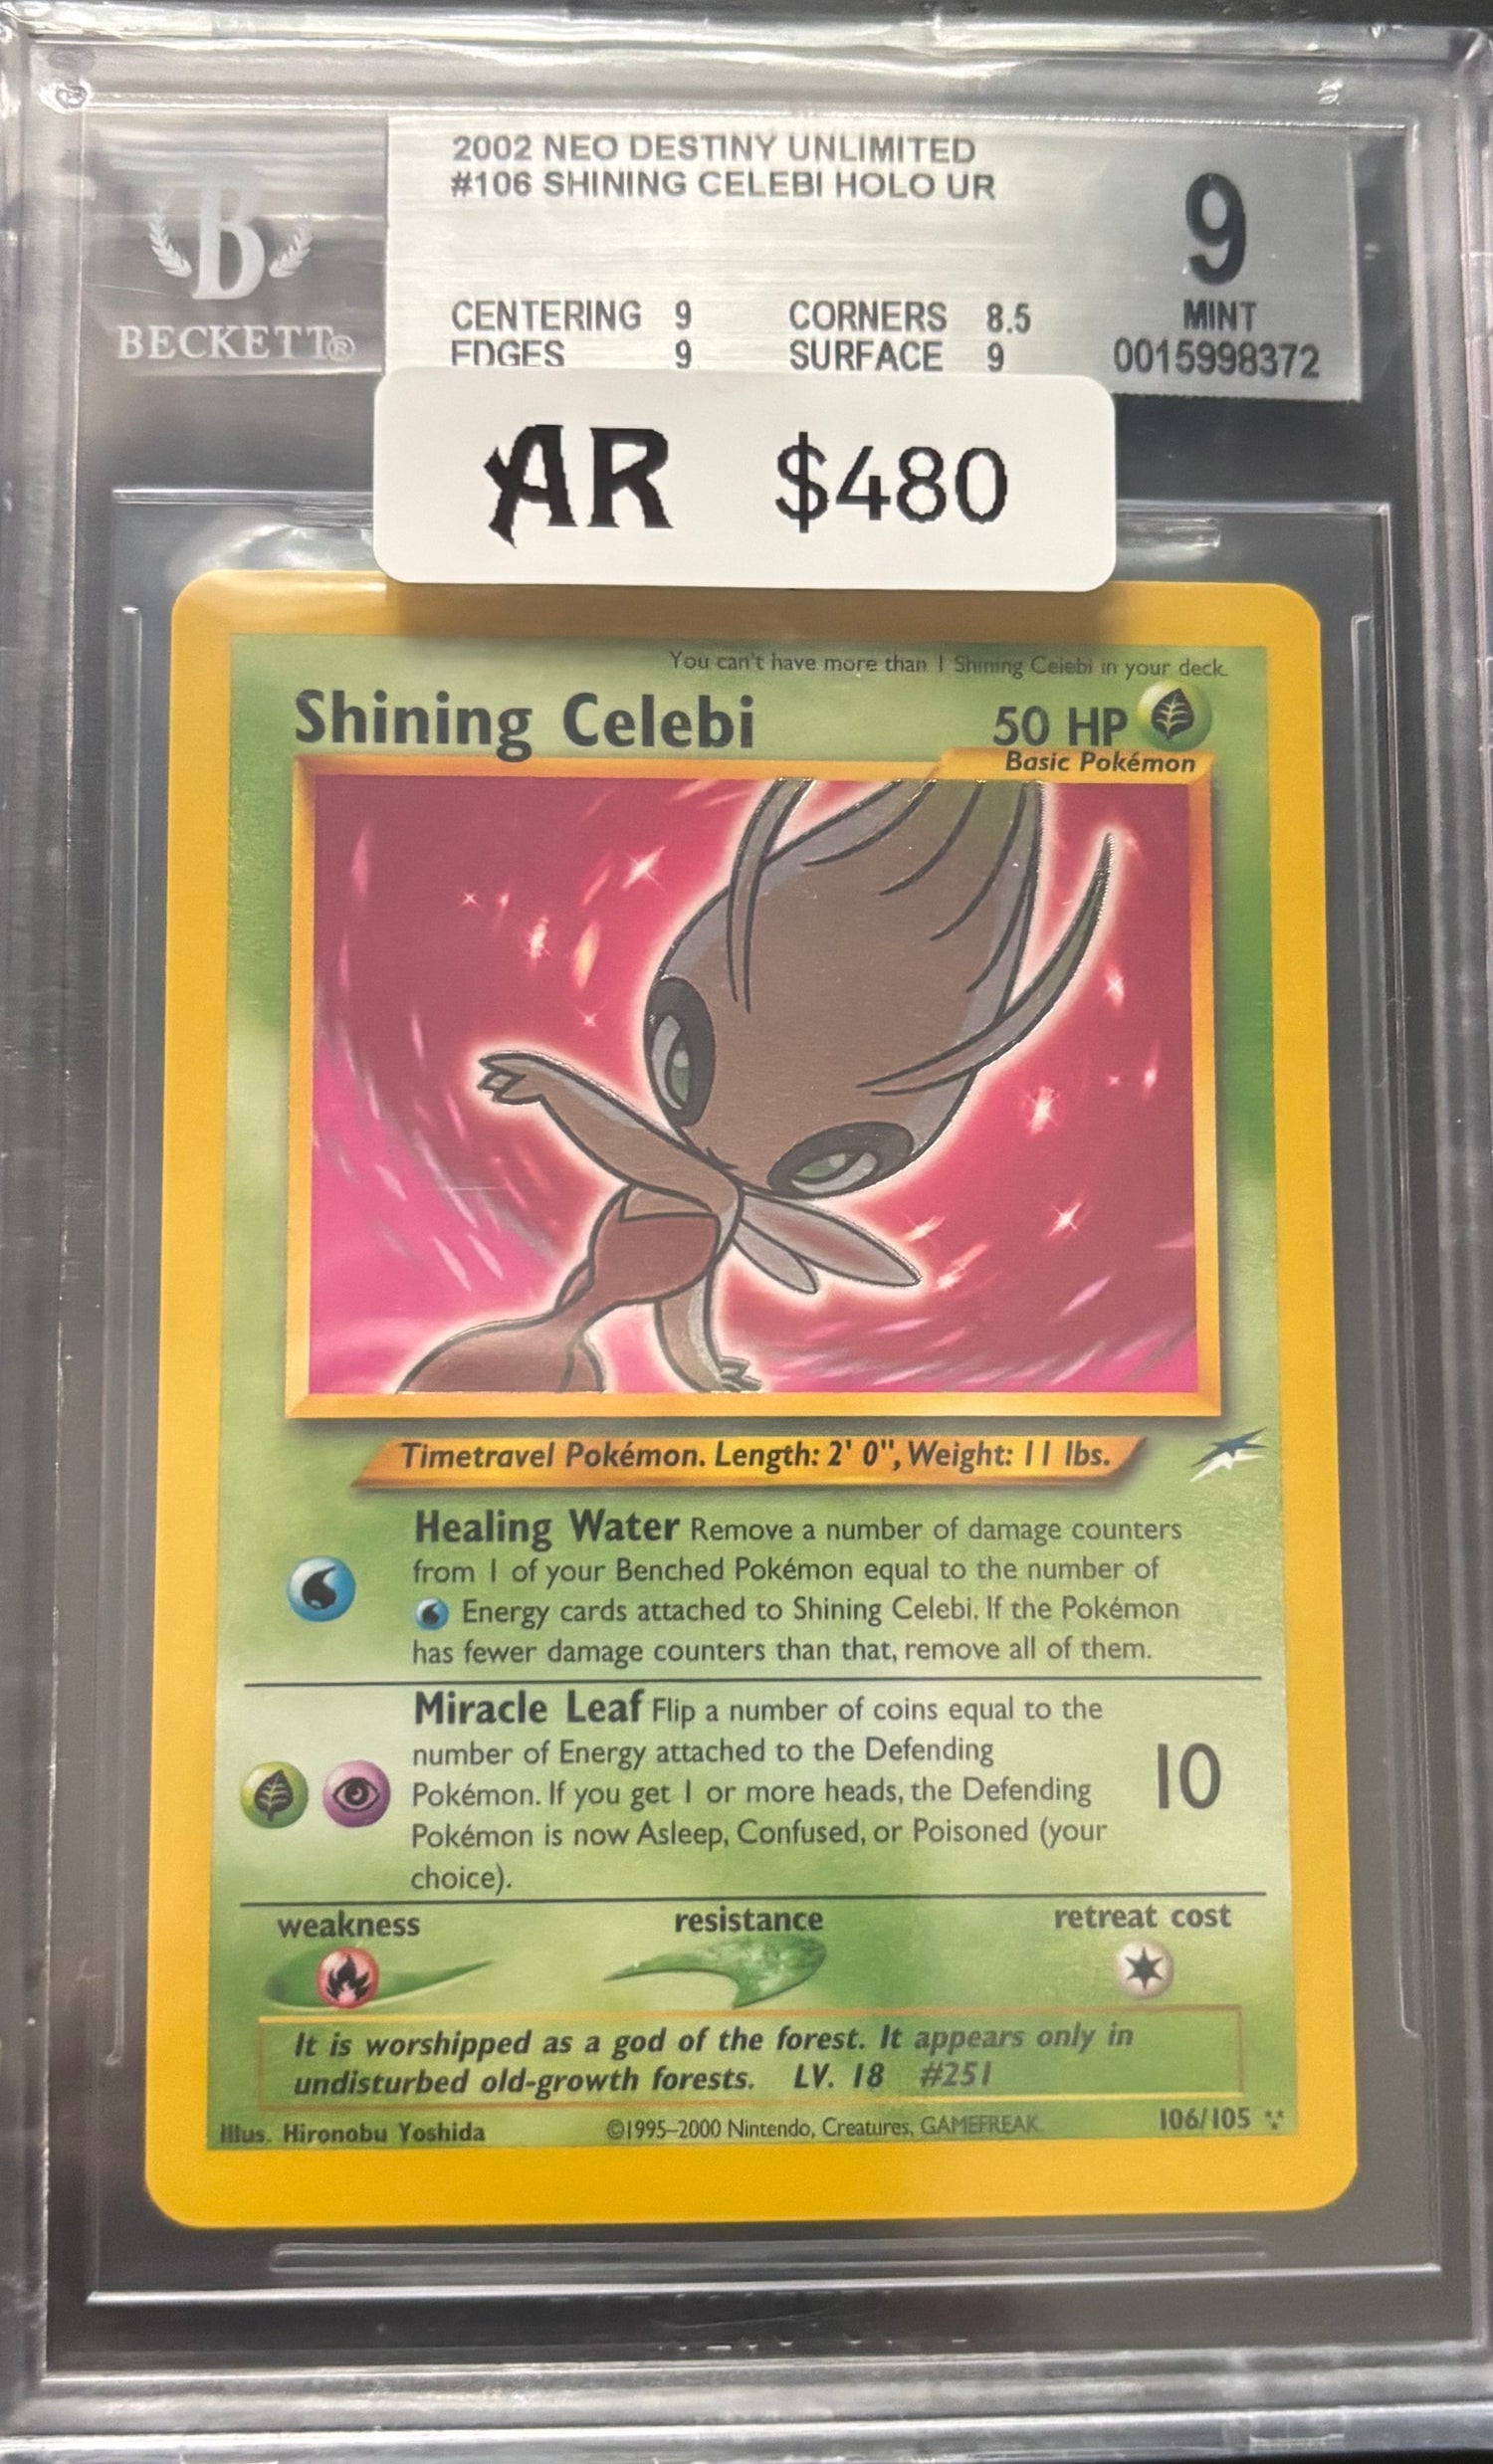 2002 NEO DESTINY UNLIMITED
#106 SHINING CELEBI HOLO UR
9
MINT
0015998372
CENTERING 9 CORNERS 8.5
EDGES 9 SURFACE 9
B
BECKETT®
AR $480
You can't have more than 1 Shining Celebi in your deck.
Shining Celebi 50 HP
Basic Pokémon
Timetravel Pokémon. Length: 2' 0", Weight: 11 lbs.
Healing Water Remove a number of damage counters
from 1 of your Benched Pokémon equal to the number of
Energy cards attached to Shining Celebi. If the Pokémon
has fewer damage counters than that, remove all of them.
Miracle Leaf Flip a number of coins equal to the
number of Energy attached to the Defending
Pokémon. If you get 1 or more heads, the Defending
Pokémon is now Asleep, Confused, or Poisoned (your
choice).
10
weakness resistance retreat cost
It is worshipped as a god of the forest. It appears only in
undisturbed old-growth forests. LV. 18 #251
Illus. Hironobu Yoshida ©1995–2000 Nintendo, Creatures, GAMEFREAK. 106/105